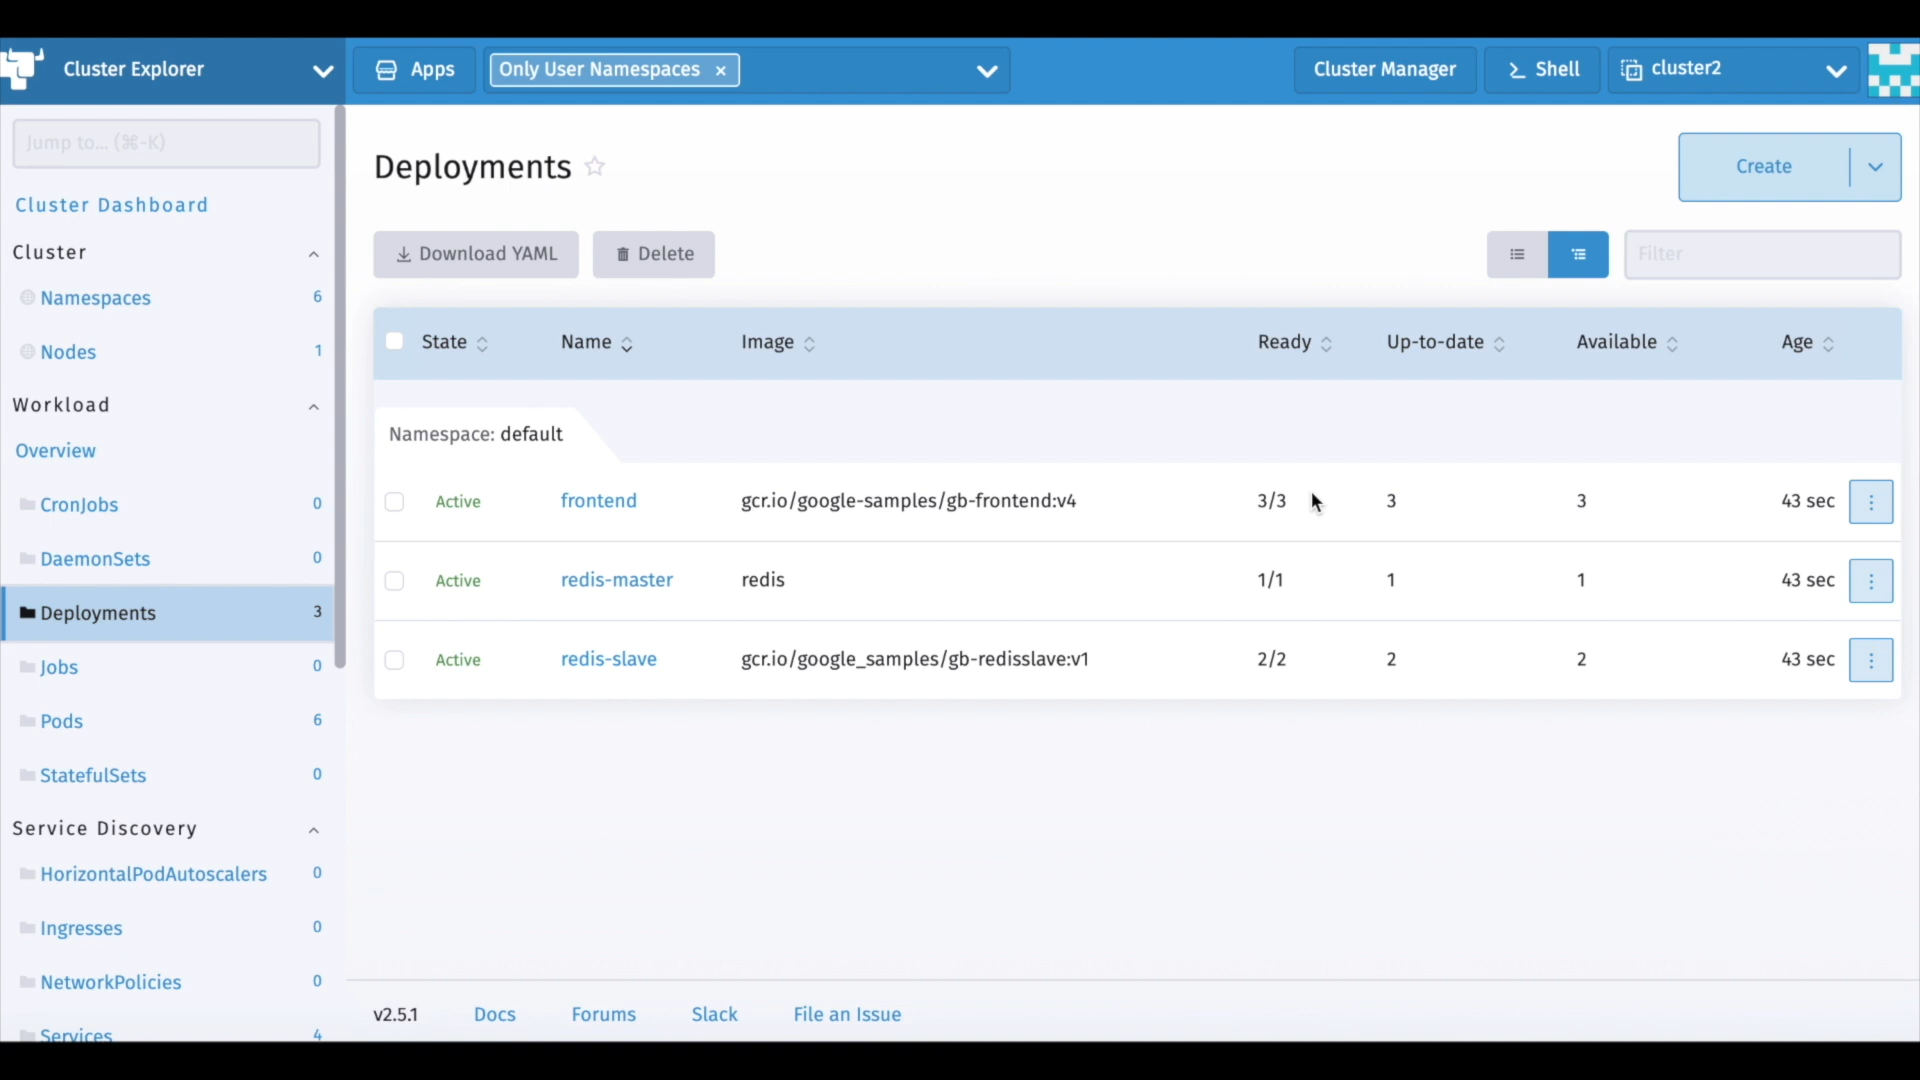 Cluster Explorer
Apps
Only User Namespaces ×
Cluster Manager
Shell
cluster2
Jump to... (⌘-K)
Cluster Dashboard
Cluster
Namespaces 6
Nodes 1
Workload
Overview
CronJobs 0
DaemonSets 0
Deployments 3
Jobs 0
Pods 6
StatefulSets 0
Service Discovery
HorizontalPodAutoscalers 0
Ingresses 0
NetworkPolicies 0
Services 4
Deployments
Create
Download YAML
Delete
Filter
State Name Image Ready Up-to-date Available Age
Namespace: default
Active frontend gcr.io/google-samples/gb-frontend:v4 3/3 3 3 43 sec
Active redis-master redis 1/1 1 1 43 sec
Active redis-slave gcr.io/google_samples/gb-redisslave:v1 2/2 2 2 43 sec
v2.5.1 Docs Forums Slack File an Issue